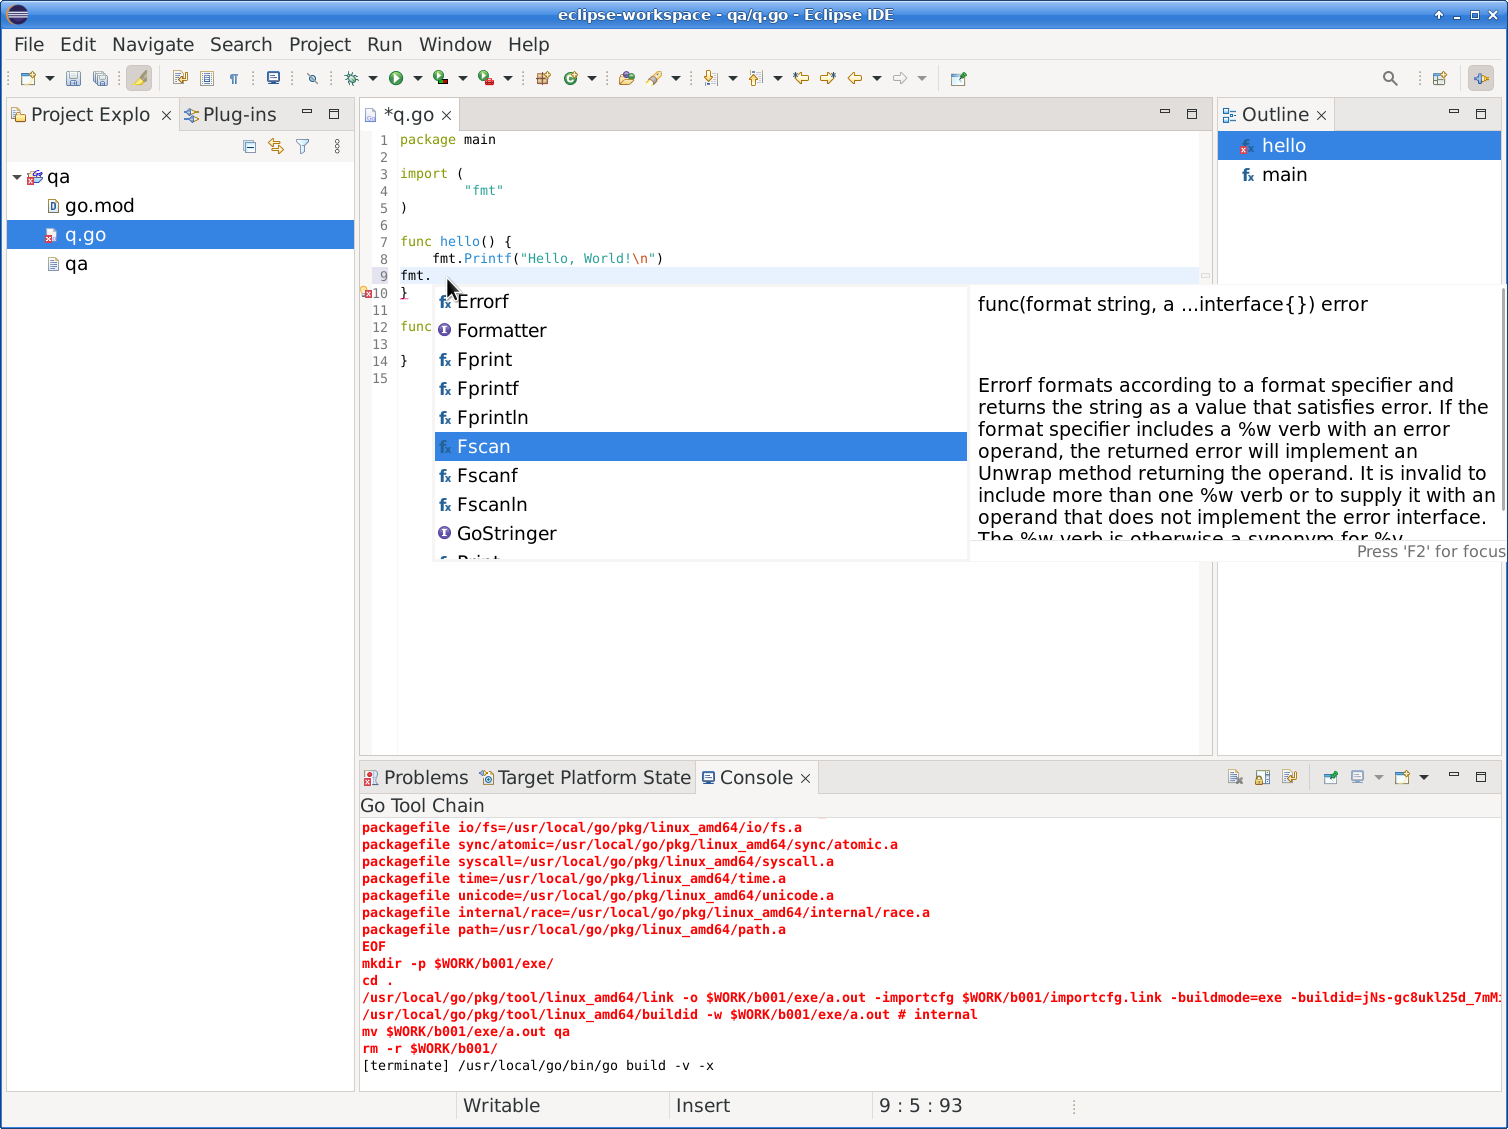 eclipse-workspace - qa/q.go - Eclipse IDE
File Edit Navigate Search Project Run Window Help
Project Explo
Plug-ins
qa
go.mod
q.go
qa
*q.go
1 package main
2
3 import (
4 "fmt"
5 )
6
7 func hello() {
8 fmt.Printf("Hello, World!\n")
9 fmt.
10 }
11
12 func
13
14 }
15
Errorf
Formatter
Fprint
Fprintf
Fprintln
Fscan
Fscanf
Fscanln
GoStringer
Print
func(format string, a ...interface{}) error
Errorf formats according to a format specifier and
returns the string as a value that satisfies error. If the
format specifier includes a %w verb with an error
operand, the returned error will implement an
Unwrap method returning the operand. It is invalid to
include more than one %w verb or to supply it with an
operand that does not implement the error interface.
The %w verb is otherwise a synonym for %v.
Press 'F2' for focus
Outline
hello
main
Problems
Target Platform State
Console
Go Tool Chain
packagefile io/fs=/usr/local/go/pkg/linux_amd64/io/fs.a
packagefile sync/atomic=/usr/local/go/pkg/linux_amd64/sync/atomic.a
packagefile syscall=/usr/local/go/pkg/linux_amd64/syscall.a
packagefile time=/usr/local/go/pkg/linux_amd64/time.a
packagefile unicode=/usr/local/go/pkg/linux_amd64/unicode.a
packagefile internal/race=/usr/local/go/pkg/linux_amd64/internal/race.a
packagefile path=/usr/local/go/pkg/linux_amd64/path.a
EOF
mkdir -p $WORK/b001/exe/
cd .
/usr/local/go/pkg/tool/linux_amd64/link -o $WORK/b001/exe/a.out -importcfg $WORK/b001/importcfg.link -buildmode=exe -buildid=jNs-gc8ukl25d_7mM
/usr/local/go/pkg/tool/linux_amd64/buildid -w $WORK/b001/exe/a.out # internal
mv $WORK/b001/exe/a.out qa
rm -r $WORK/b001/
[terminate] /usr/local/go/bin/go build -v -x
Writable
Insert
9 : 5 : 93